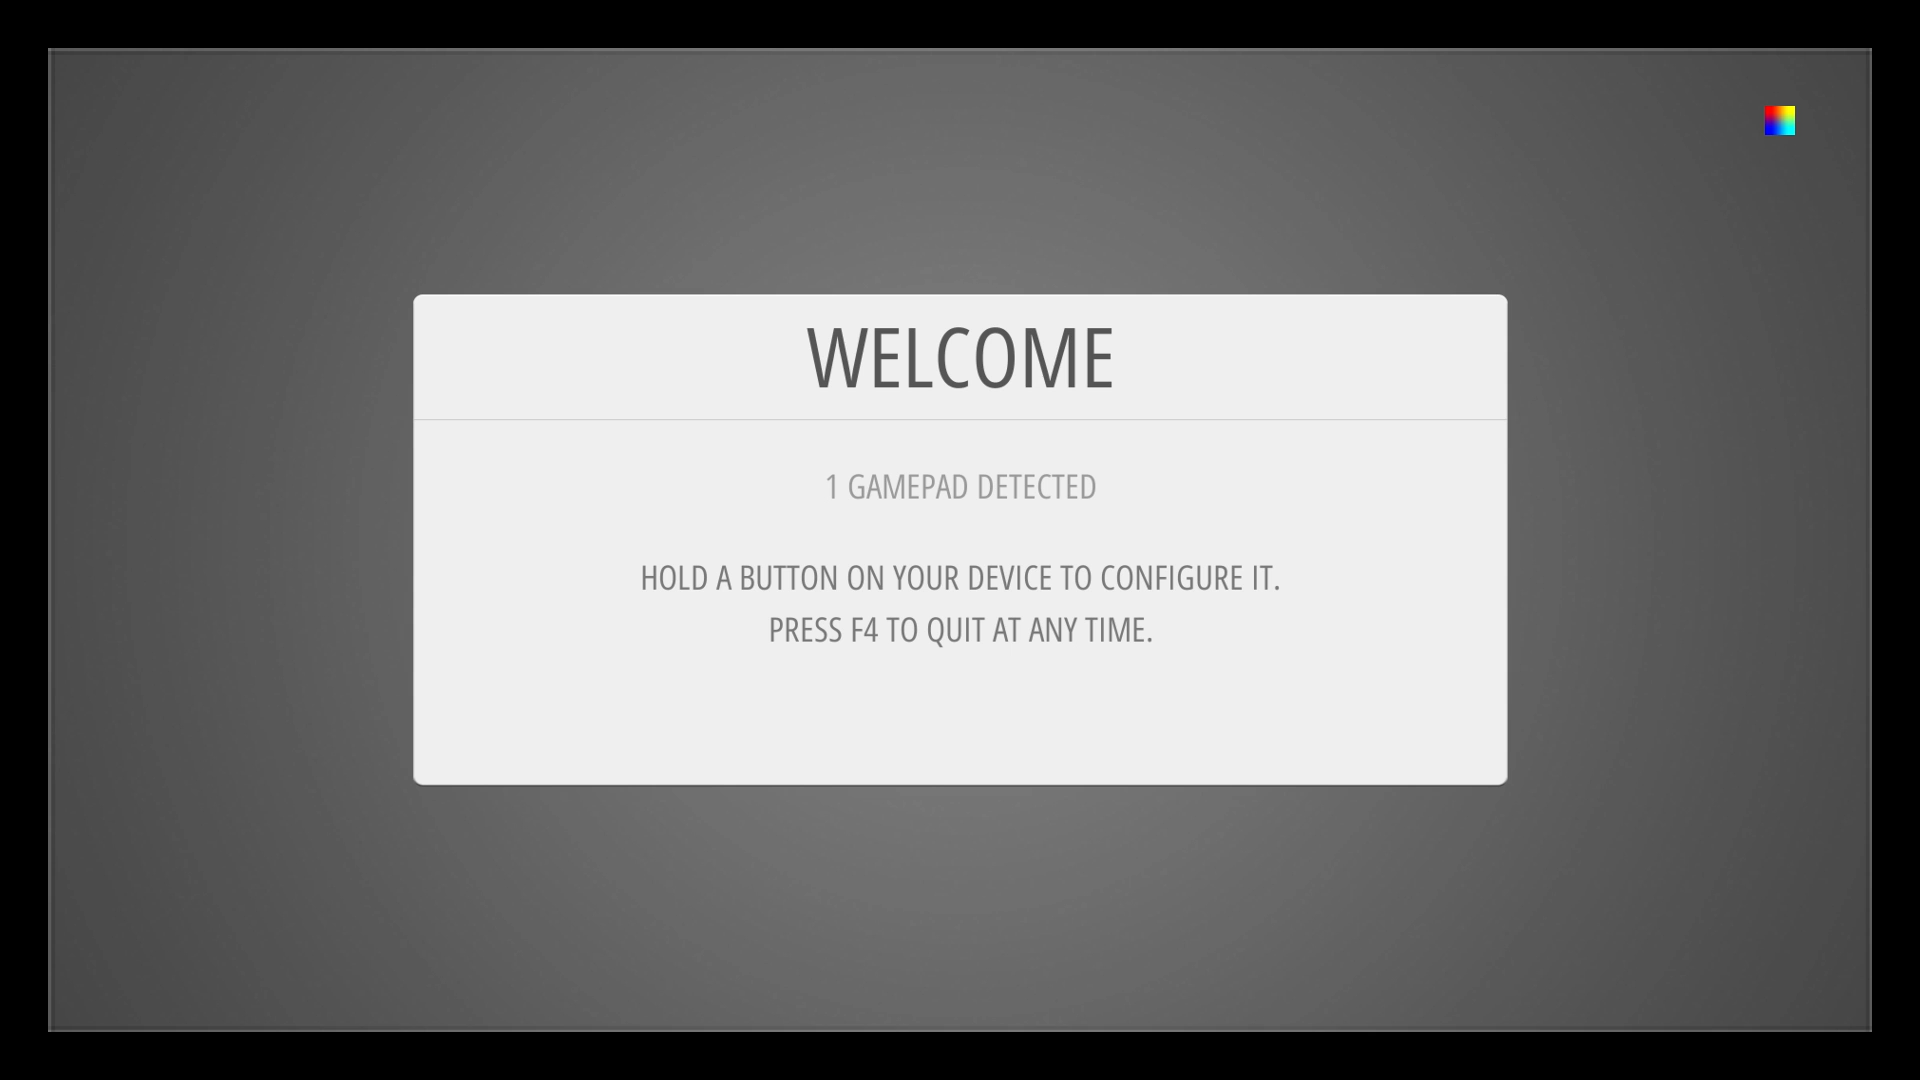 WELCOME
1 GAMEPAD DETECTED
HOLD A BUTTON ON YOUR DEVICE TO CONFIGURE IT.
PRESS F4 TO QUIT AT ANY TIME.